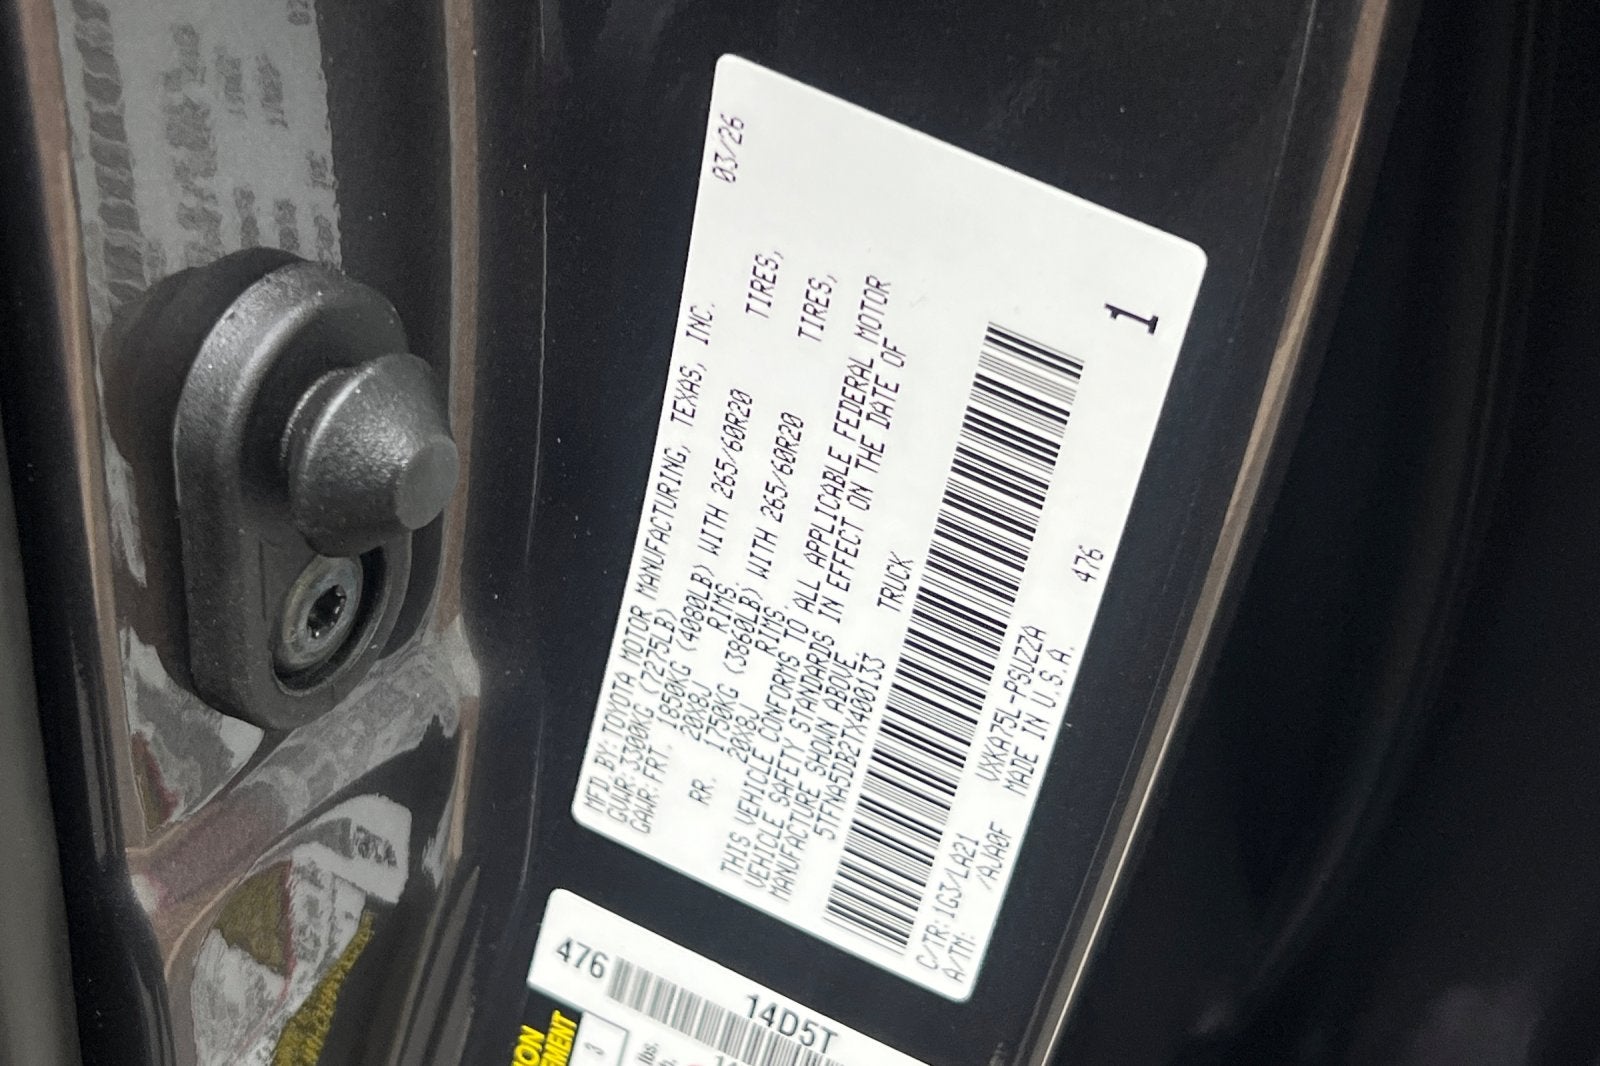 MFD.BY:TOYOTA MOTOR MANUFACTURING, TEXAS, INC. 03/26
GVWR:3300KG (7275LB)
GAWR:FRT. 1850KG (4080LB) WITH 265/60R20 TIRES,
20X8J RIMS.
RR. 1750KG (3860LB) WITH 265/60R20 TIRES,
20X8J RIMS.
THIS VEHICLE CONFORMS TO ALL APPLICABLE FEDERAL MOTOR
VEHICLE SAFETY STANDARDS IN EFFECT ON THE DATE OF
MANUFACTURE SHOWN ABOVE.
5TFNA5DB2TX400133 TRUCK
C/TR:1G3/LA21 VXKA75L-PSUZZA 476 1
A/TM: /AJA0F MADE IN U.S.A.
476
14D5T
lbs.
3